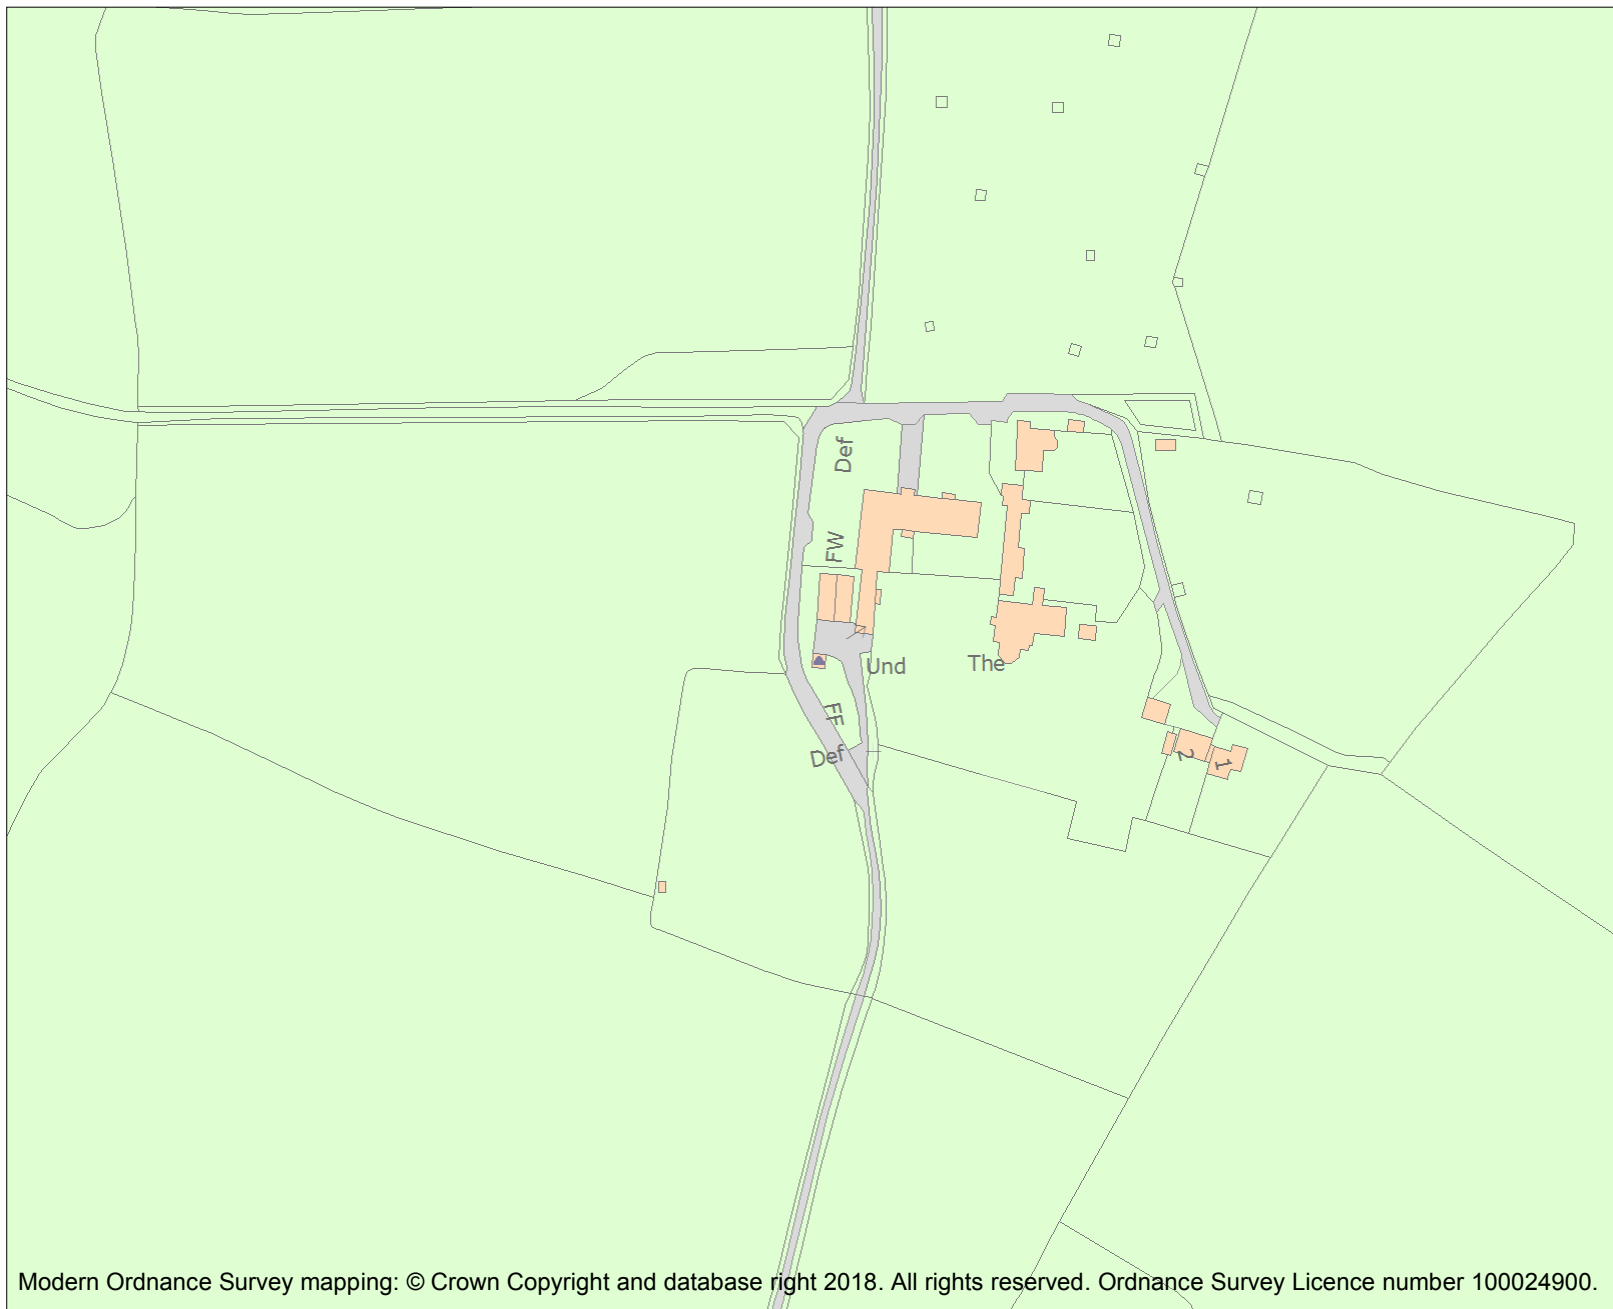 Def
FW
Und
The
FF
Def
2
1
Modern Ordnance Survey mapping: © Crown Copyright and database right 2018. All rights reserved. Ordnance Survey Licence number 100024900.